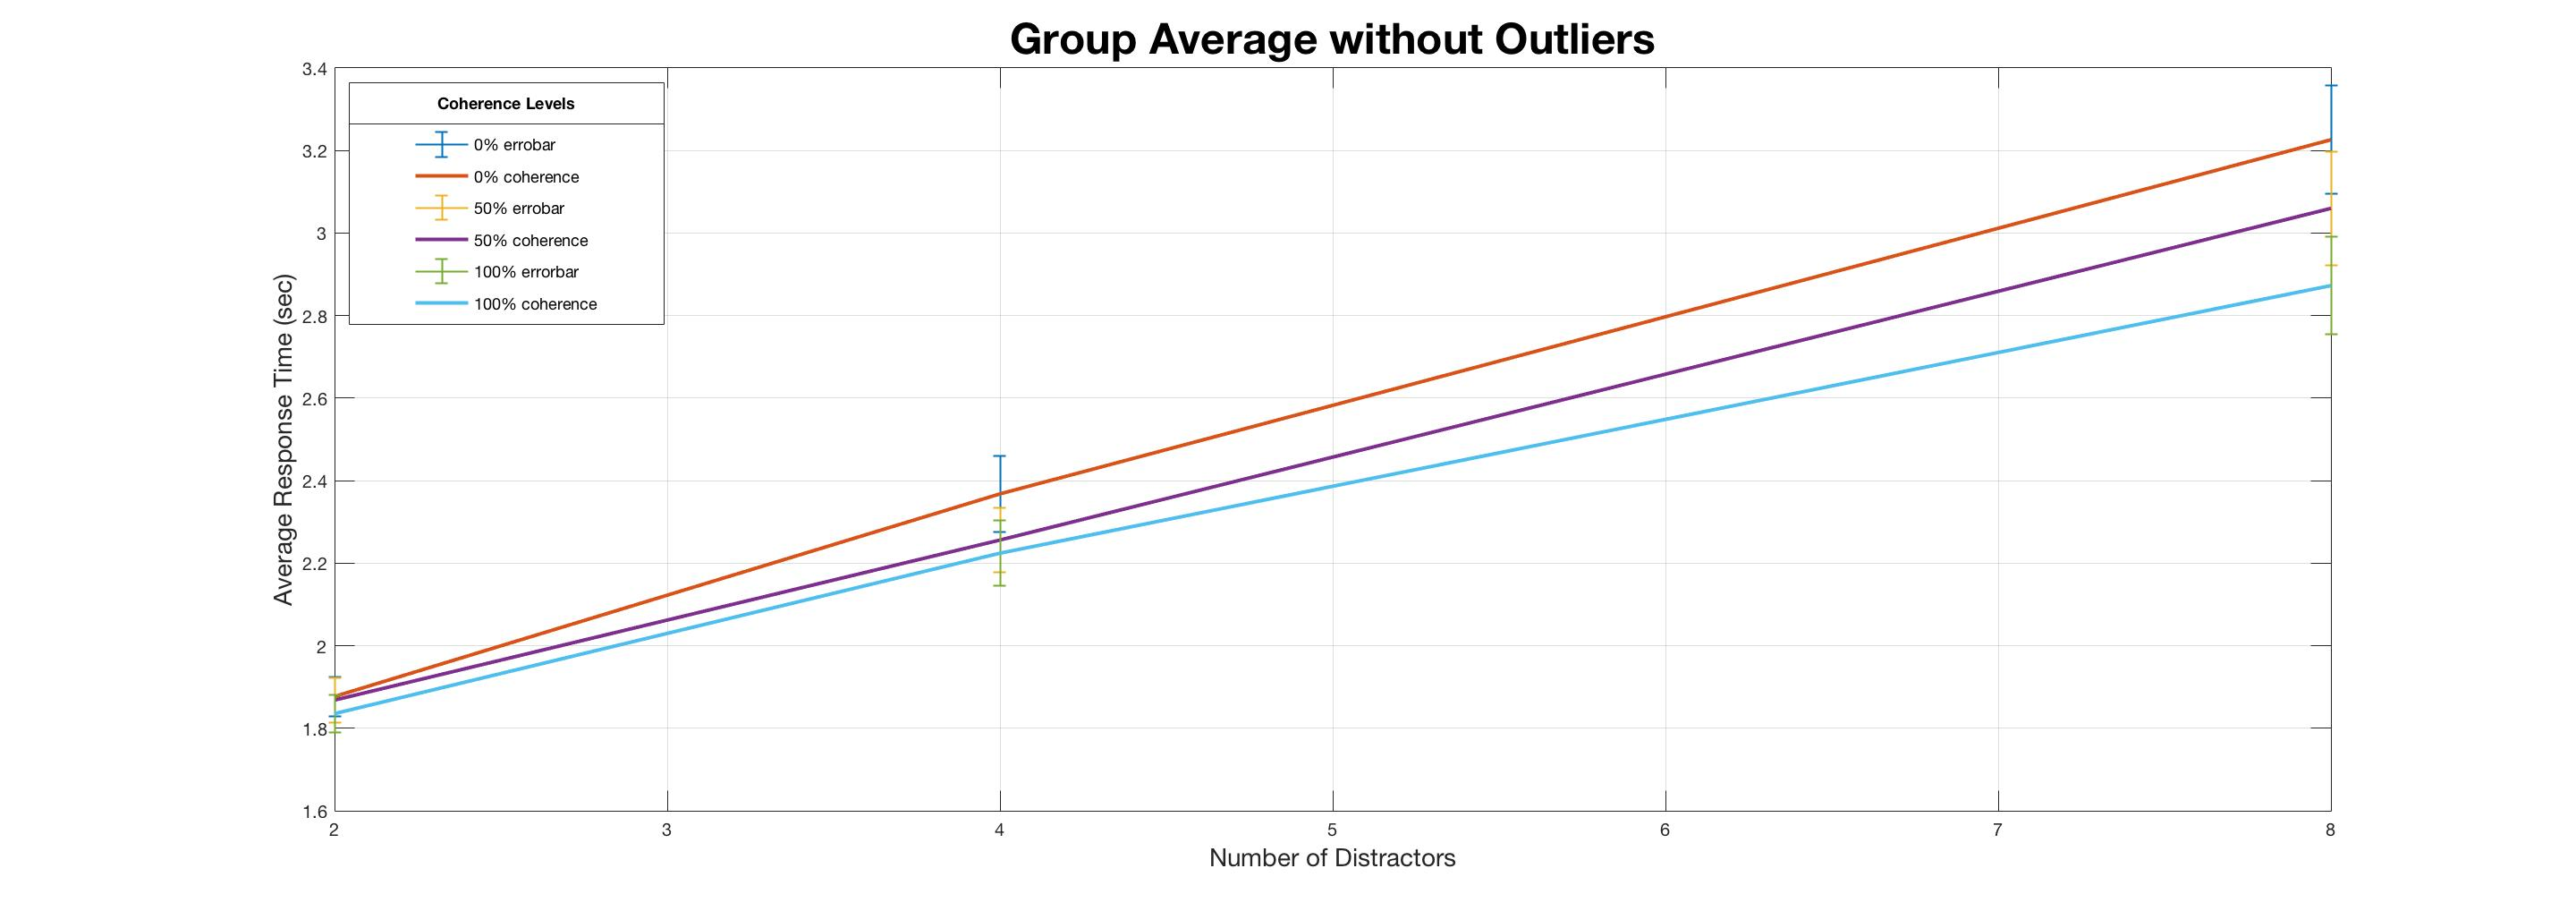 Group Average without Outliers
3.4
3.2
3
2.8
2.6
2.4
2.2
2
1.8
1.6
Average Response Time (sec)
Coherence Levels
0% errobar
0% coherence
50% errobar
50% coherence
100% errorbar
100% coherence
2 3 4 5 6 7 8
Number of Distractors